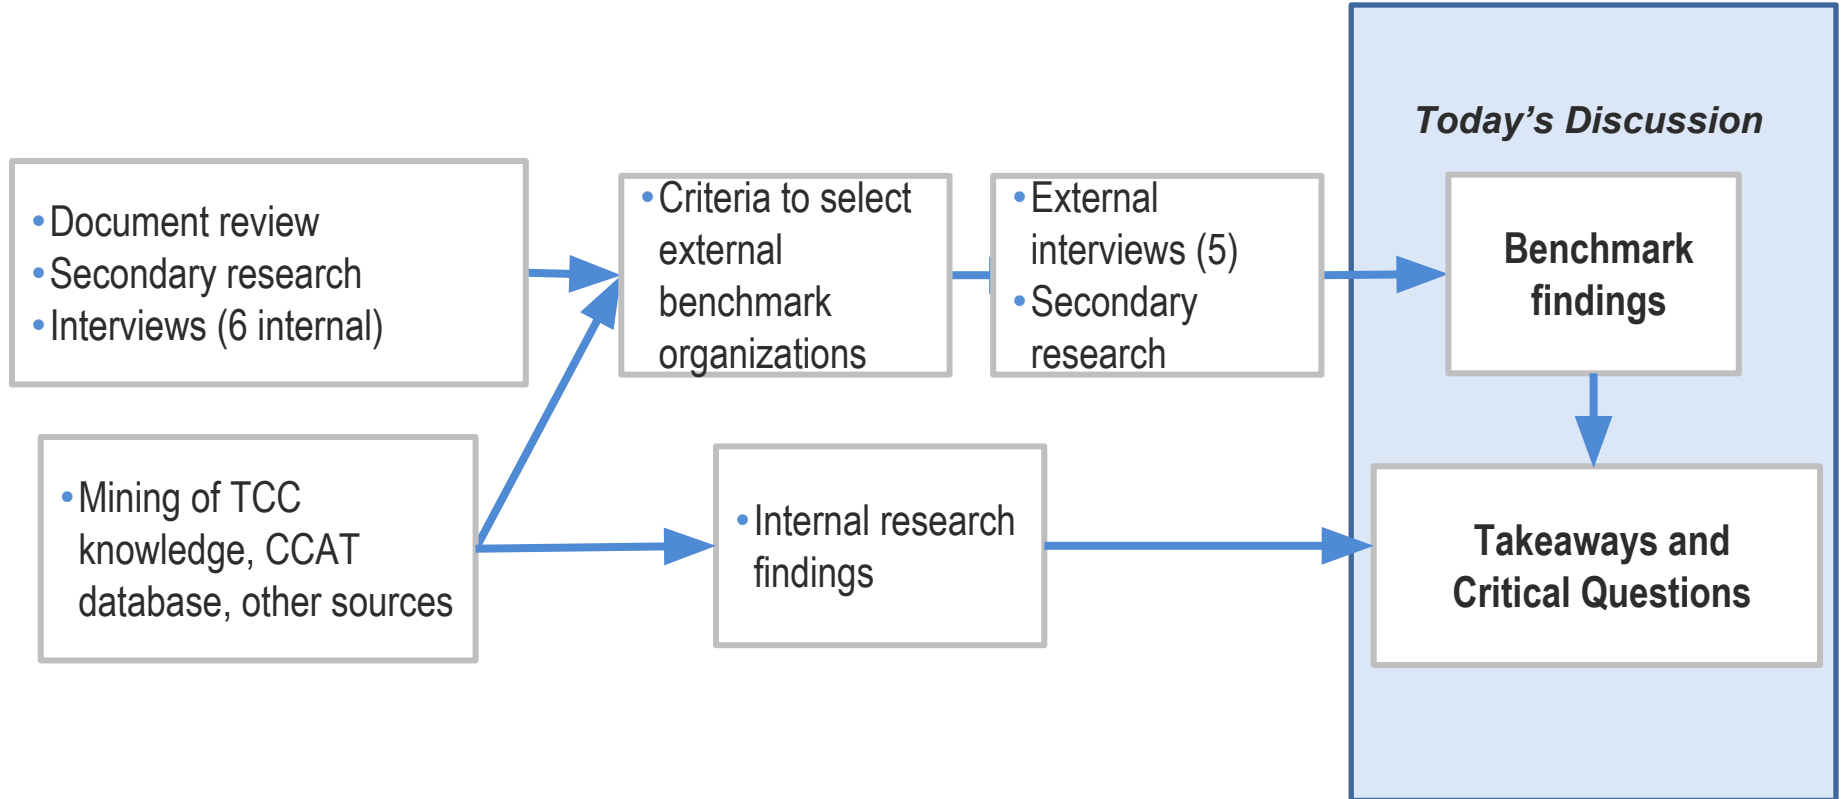 Today’s Discussion
•Document review
•Secondary research
•Interviews (6 internal)
•Criteria to select
external
benchmark
organizations
•External
interviews (5)
•Secondary
research
Benchmark
findings
•Mining of TCC
knowledge, CCAT
database, other sources
•Internal research
findings
Takeaways and
Critical Questions